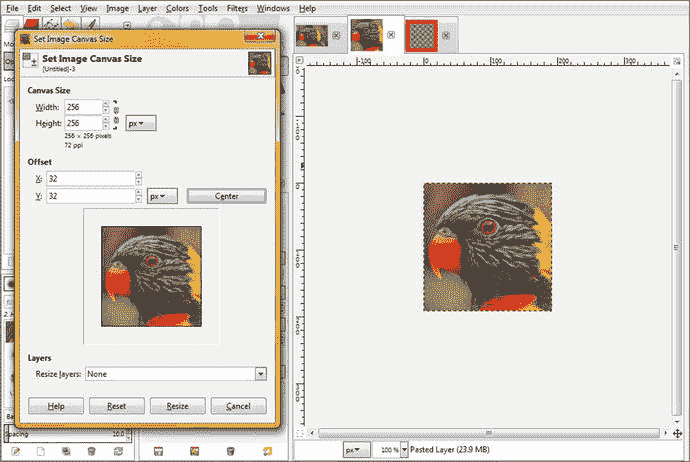 File Edit Select View Image Layer Colors Tools Filters Windows Help
Set Image Canvas Size
Set Image Canvas Size
[Untitled]-3
Canvas Size
Width: 256
Height: 256 px
256 × 256 pixels
72 ppi
Offset
X: 32
Y: 32 px Center
Layers
Resize layers: None
Help Reset Resize Cancel
Spacing 10.0
-100 0 100 200 300
px 100 % Pasted Layer (23.9 MB)